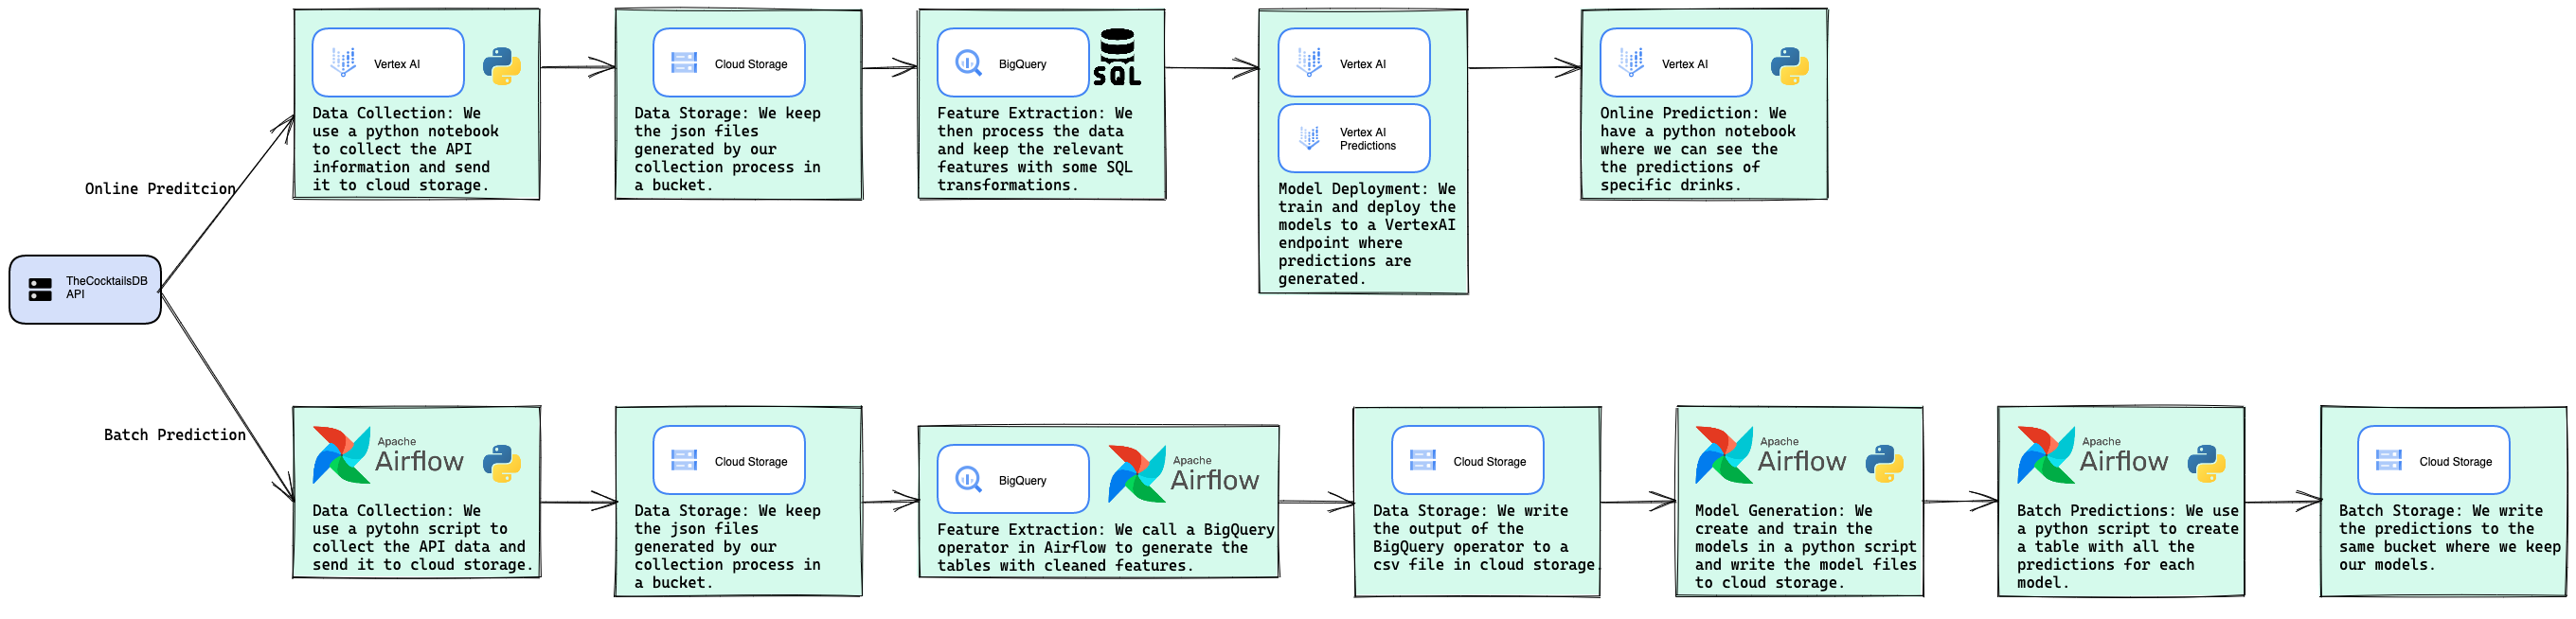 Vertex AI
Data Collection: We
use a python notebook
to collect the API
information and send
it to cloud storage.
Cloud Storage
Data Storage: We keep
the json files
generated by our
collection process in
a bucket.
BigQuery
SQL
Feature Extraction: We
then process the data
and keep the relevant
features with some SQL
transformations.
Vertex AI
Vertex AI
Predictions
Model Deployment: We
train and deploy the
models to a VertexAI
endpoint where
predictions are
generated.
Vertex AI
Online Prediction: We
have a python notebook
where we can see the
the predictions of
specific drinks.
Online Preditcion
TheCocktailsDB
API
Batch Prediction
Apache
Airflow
Data Collection: We
use a pytohn script to
collect the API data and
send it to cloud storage.
Cloud Storage
Data Storage: We keep
the json files
generated by our
collection process in
a bucket.
BigQuery
Apache
Airflow
Feature Extraction: We call a BigQuery
operator in Airflow to generate the
tables with cleaned features.
Cloud Storage
Data Storage: We write
the output of the
BigQuery operator to a
csv file in cloud storage.
Apache
Airflow
Model Generation: We
create and train the
models in a python script
and write the model files
to cloud storage.
Apache
Airflow
Batch Predictions: We use
a python script to create
a table with all the
predictions for each
model.
Cloud Storage
Batch Storage: We write
the predictions to the
same bucket where we keep
our models.